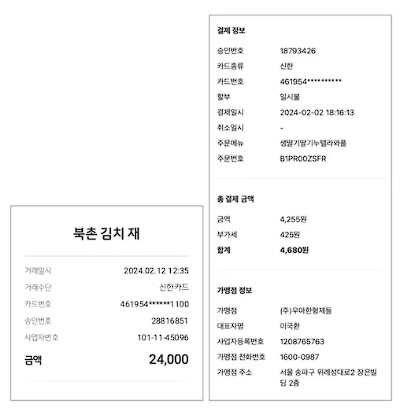 북촌 김치 재
거래일시 2024.02.12 12:35
거래수단 신한카드
카드번호 461954******1100
승인번호 28816851
사업자번호 101-11-45096
금액 24,000
결제 정보
승인번호 18793426
카드종류 신한
카드번호 461954**********
할부 일시불
결제일시 2024-02-02 18:16:13
취소일시 -
주문메뉴 생딸기딸기누텔라와플
주문번호 B1PR00ZSFR
총 결제 금액
금액 4,255원
부가세 425원
합계 4,680원
가맹점 정보
가맹점 (주)우아한형제들
대표자명 이국환
사업자등록번호 1208765763
가맹점 전화번호 1600-0987
가맹점 주소 서울 송파구 위례성대로2 장은빌
딩 2층